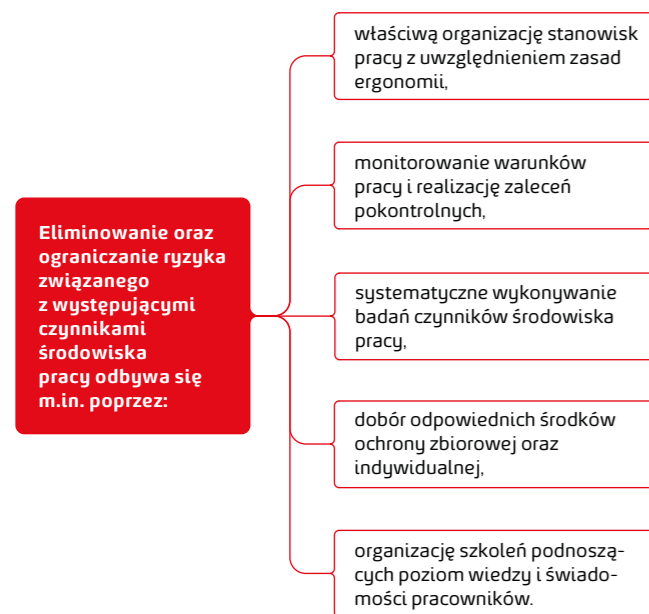 Eliminowanie oraz
ograniczanie ryzyka
związanego
z występującymi
czynnikami
środowiska
pracy odbywa się
m.in. poprzez:
właściwą organizację stanowisk
pracy z uwzględnieniem zasad
ergonomii,
monitorowanie warunków
pracy i realizację zaleceń
pokontrolnych,
systematyczne wykonywanie
badań czynników środowiska
pracy,
dobór odpowiednich środków
ochrony zbiorowej oraz
indywidualnej,
organizację szkoleń podnoszą-
cych poziom wiedzy i świado-
mości pracowników.